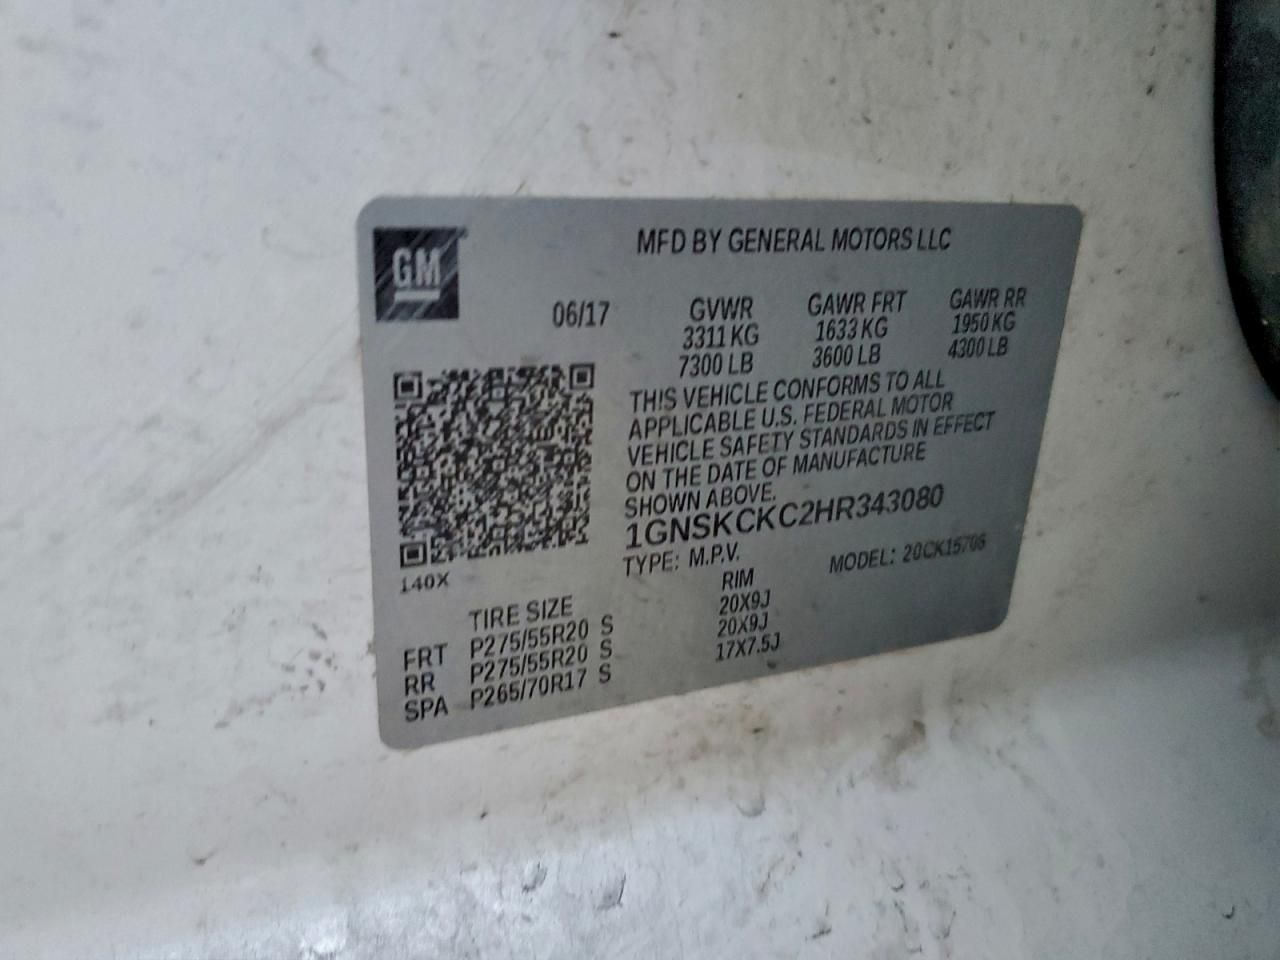 GM
MFD BY GENERAL MOTORS LLC
06/17
GVWR GAWR FRT GAWR RR
3311 KG 1633 KG 1950 KG
7300 LB 3600 LB 4300 LB
THIS VEHICLE CONFORMS TO ALL
APPLICABLE U.S. FEDERAL MOTOR
VEHICLE SAFETY STANDARDS IN EFFECT
ON THE DATE OF MANUFACTURE
SHOWN ABOVE.
1GNSKCKC2HR343080
TYPE: M.P.V. MODEL: 20CK15706
140X
TIRE SIZE RIM
FRT P275/55R20 S 20X9J
RR P275/55R20 S 20X9J
SPA P265/70R17 S 17X7.5J